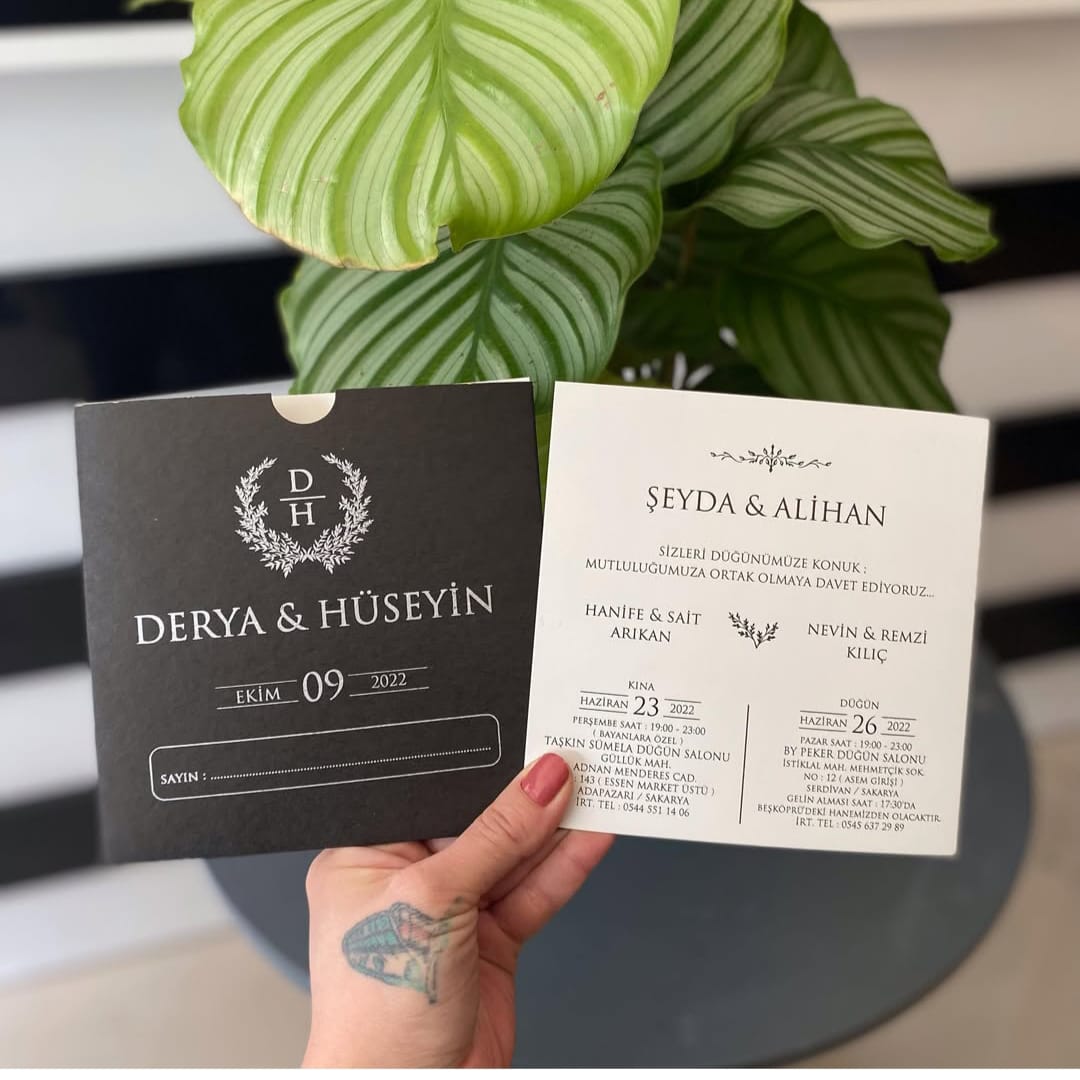 D
H
DERYA & HÜSEYİN
EKİM 09 2022
SAYIN :
ŞEYDA & ALİHAN
SİZLERİ DÜĞÜNÜMÜZE KONUK ;
MUTLULUĞUMUZA ORTAK OLMAYA DAVET EDİYORUZ...
HANİFE & SAİT
ARIKAN
NEVİN & REMZİ
KILIÇ
KINA
HAZİRAN 23 2022
PERŞEMBE SAAT : 19:00 - 23:00
( BAYANLARA ÖZEL )
TAŞKIN SÜMELA DÜĞÜN SALONU
GÜLLÜK MAH.
ADNAN MENDERES CAD.
: 143 ( ESSEN MARKET ÜSTÜ )
ADAPAZARI / SAKARYA
İRT. TEL : 0544 551 14 06
DÜĞÜN
HAZİRAN 26 2022
PAZAR SAAT : 19:00 - 23:00
BY PEKER DÜĞÜN SALONU
İSTİKLAL MAH. MEHMETÇİK SOK.
NO : 12 ( ASEM GİRİŞİ )
SERDİVAN / SAKARYA
GELİN ALMASI SAAT : 17:30'DA
BEŞKÖPRÜ'DEKİ HANEMİZDEN OLACAKTIR.
İRT. TEL : 0545 637 29 89